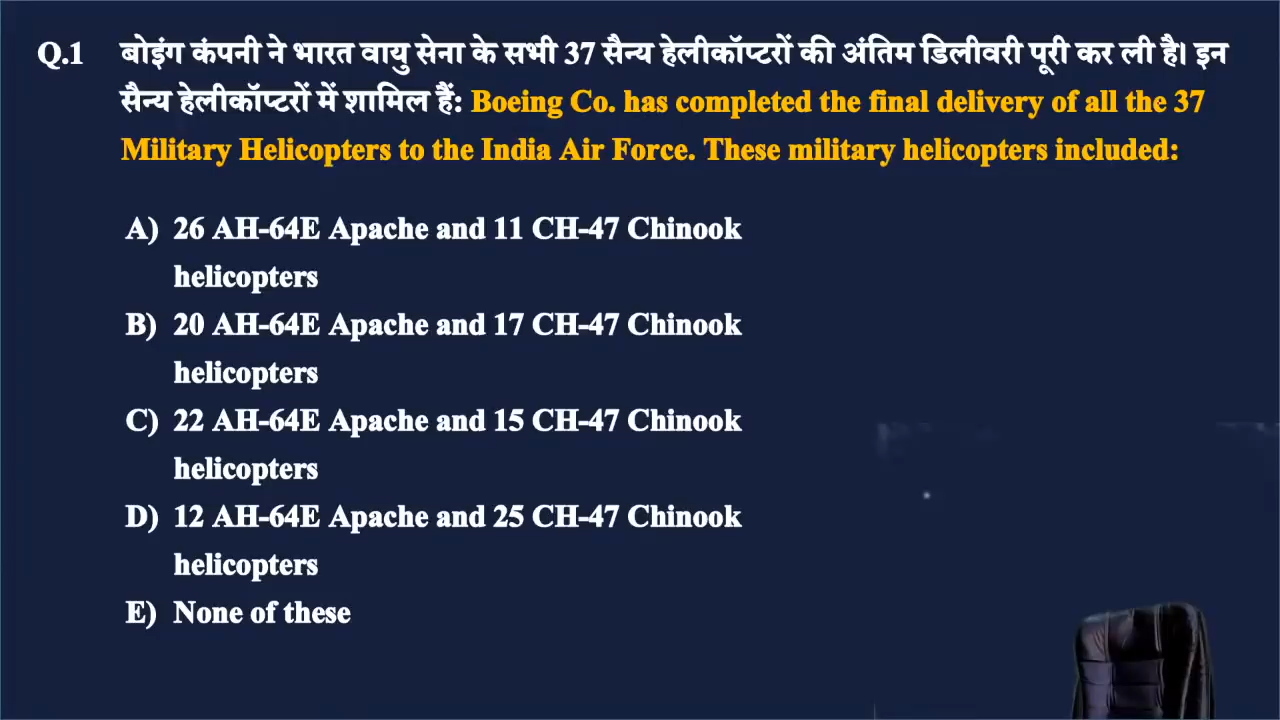 Q.1 बोइंग कंपनी ने भारत वायु सेना के सभी 37 सैन्य हेलीकॉप्टरों की अंतिम डिलीवरी पूरी कर ली है। इन
सैन्य हेलीकॉप्टरों में शामिल हैं: Boeing Co. has completed the final delivery of all the 37
Military Helicopters to the India Air Force. These military helicopters included:
A) 26 AH-64E Apache and 11 CH-47 Chinook
helicopters
B) 20 AH-64E Apache and 17 CH-47 Chinook
helicopters
C) 22 AH-64E Apache and 15 CH-47 Chinook
helicopters
D) 12 AH-64E Apache and 25 CH-47 Chinook
helicopters
E) None of these